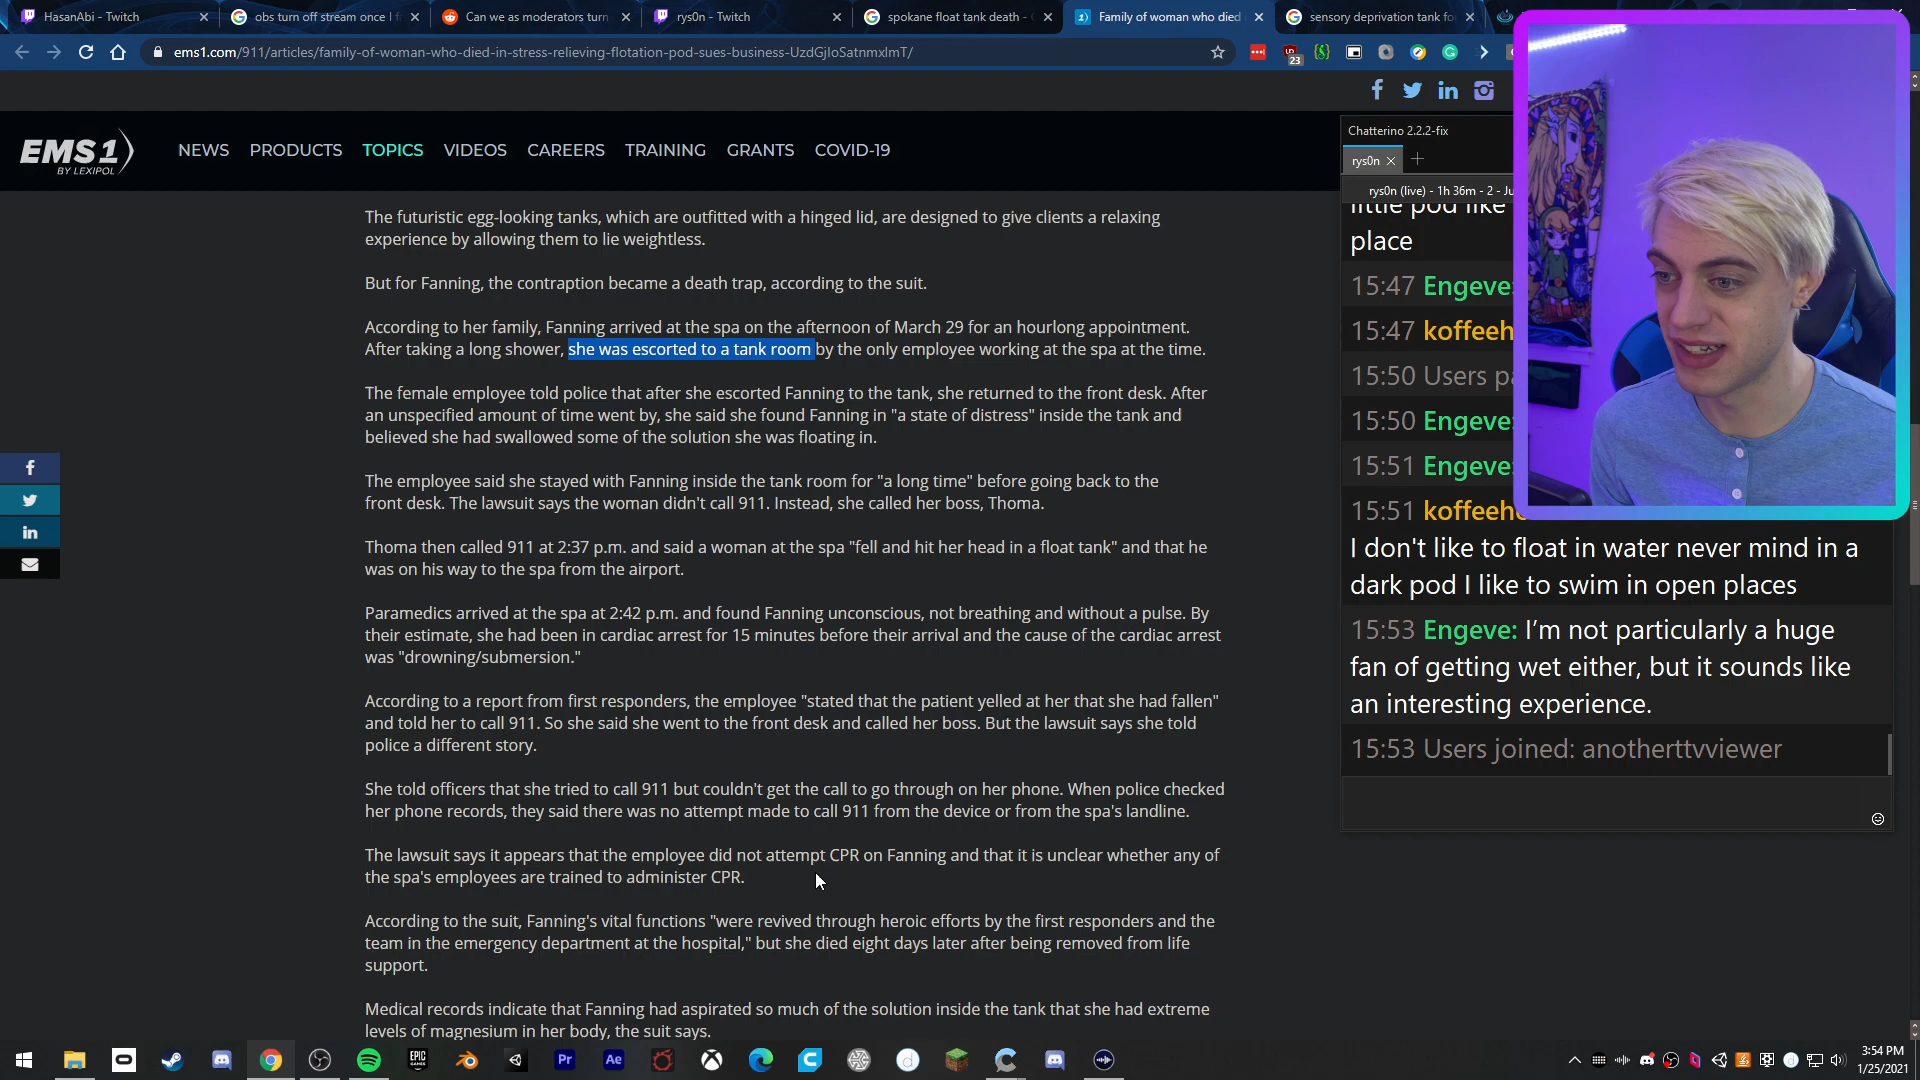 HasanAbi - Twitch
obs turn off stream once I f
Can we as moderators turn
rys0n - Twitch
spokane float tank death -
Family of woman who died
sensory deprivation tank fo
ems1.com/911/articles/family-of-woman-who-died-in-stress-relieving-flotation-pod-sues-business-UzdGjIoSatnmxlmT/
23
EMS1
BY LEXIPOL
NEWS PRODUCTS TOPICS VIDEOS CAREERS TRAINING GRANTS COVID-19
The futuristic egg-looking tanks, which are outfitted with a hinged lid, are designed to give clients a relaxing
experience by allowing them to lie weightless.
But for Fanning, the contraption became a death trap, according to the suit.
According to her family, Fanning arrived at the spa on the afternoon of March 29 for an hourlong appointment.
After taking a long shower, she was escorted to a tank room by the only employee working at the spa at the time.
The female employee told police that after she escorted Fanning to the tank, she returned to the front desk. After
an unspecified amount of time went by, she said she found Fanning in "a state of distress" inside the tank and
believed she had swallowed some of the solution she was floating in.
The employee said she stayed with Fanning inside the tank room for "a long time" before going back to the
front desk. The lawsuit says the woman didn't call 911. Instead, she called her boss, Thoma.
Thoma then called 911 at 2:37 p.m. and said a woman at the spa "fell and hit her head in a float tank" and that he
was on his way to the spa from the airport.
Paramedics arrived at the spa at 2:42 p.m. and found Fanning unconscious, not breathing and without a pulse. By
their estimate, she had been in cardiac arrest for 15 minutes before their arrival and the cause of the cardiac arrest
was "drowning/submersion."
According to a report from first responders, the employee "stated that the patient yelled at her that she had fallen"
and told her to call 911. So she said she went to the front desk and called her boss. But the lawsuit says she told
police a different story.
She told officers that she tried to call 911 but couldn't get the call to go through on her phone. When police checked
her phone records, they said there was no attempt made to call 911 from the device or from the spa's landline.
The lawsuit says it appears that the employee did not attempt CPR on Fanning and that it is unclear whether any of
the spa's employees are trained to administer CPR.
According to the suit, Fanning's vital functions "were revived through heroic efforts by the first responders and the
team in the emergency department at the hospital," but she died eight days later after being removed from life
support.
Medical records indicate that Fanning had aspirated so much of the solution inside the tank that she had extreme
levels of magnesium in her body, the suit says.
Chatterino 2.2.2-fix
rys0n
rys0n (live) - 1h 36m - 2 - Ju
little pod like
place
15:47 Engeve:
15:47 koffeeh
15:50 Users pa
15:50 Engeve:
15:51 Engeve:
15:51 koffeeho
I don't like to float in water never mind in a
dark pod I like to swim in open places
15:53 Engeve: I'm not particularly a huge
fan of getting wet either, but it sounds like
an interesting experience.
15:53 Users joined: anotherttvviewer
EPIC
GAMES
Pr
Ae
3:54 PM
1/25/2021